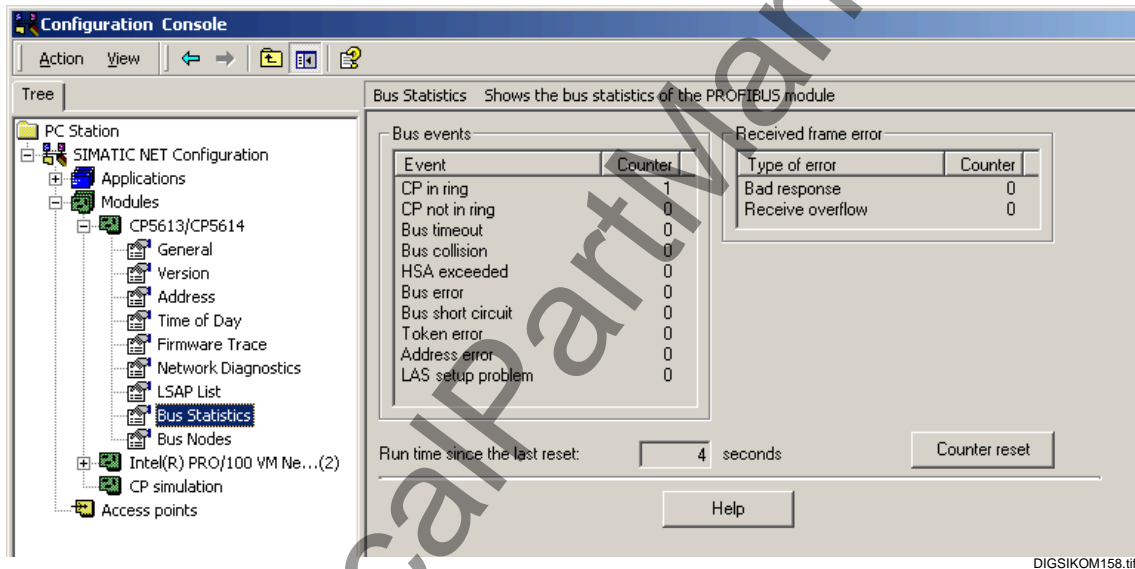 Configuration Console
Action View
Tree
Bus Statistics Shows the bus statistics of the PROFIBUS module
PC Station
SIMATIC NET Configuration
Applications
Modules
CP5613/CP5614
General
Version
Address
Time of Day
Firmware Trace
Network Diagnostics
LSAP List
Bus Statistics
Bus Nodes
Intel(R) PRO/100 VM Ne...(2)
CP simulation
Access points
Bus events
Event Counter
CP in ring 1
CP not in ring 0
Bus timeout 0
Bus collision 0
HSA exceeded 0
Bus error 0
Bus short circuit 0
Token error 0
Address error 0
LAS setup problem 0
Received frame error
Type of error Counter
Bad response 0
Receive overflow 0
Run time since the last reset: 4 seconds
Counter reset
Help
DIGSIKOM158.tif